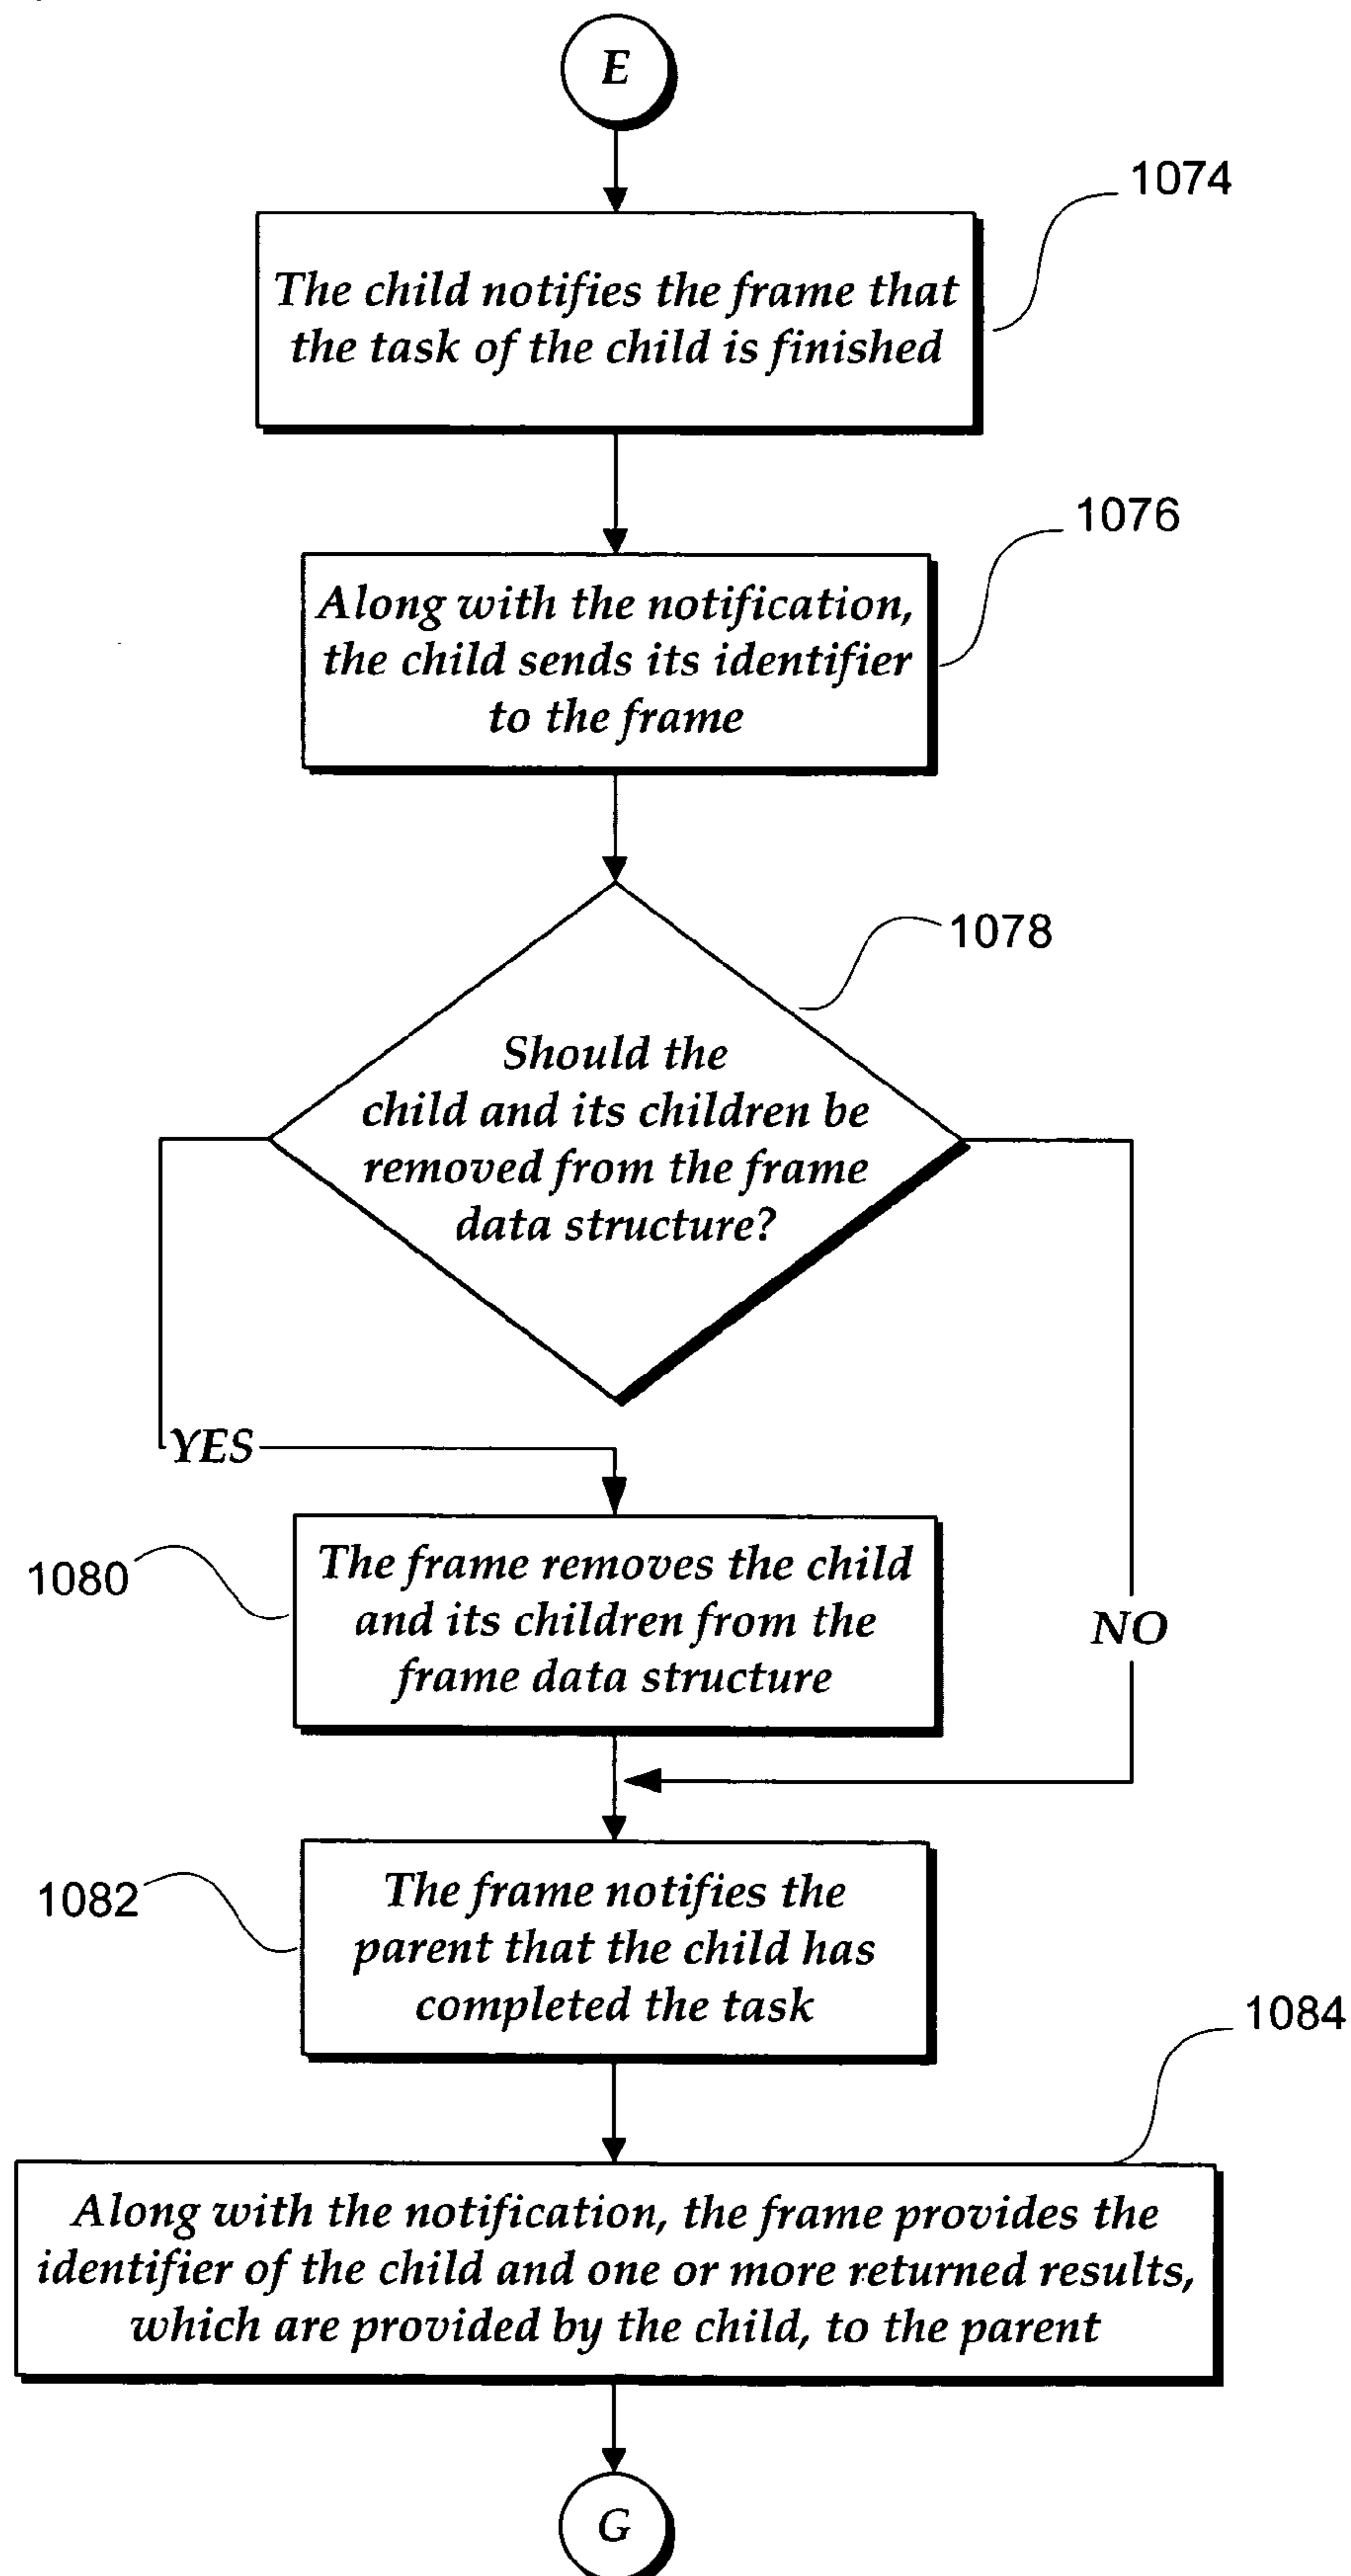 E
1074
The child notifies the frame that
the task of the child is finished
1076
Along with the notification,
the child sends its identifier
to the frame
1078
Should the
child and its children be
removed from the frame
data structure?
YES
1080
The frame removes the child
and its children from the
frame data structure
NO
1082
The frame notifies the
parent that the child has
completed the task
1084
Along with the notification, the frame provides the
identifier of the child and one or more returned results,
which are provided by the child, to the parent
G